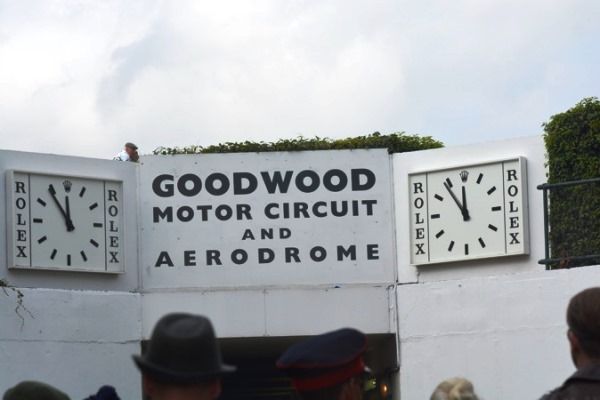 ROLEX
ROLEX
GOODWOOD
MOTOR CIRCUIT
AND
AERODROME
ROLEX
ROLEX